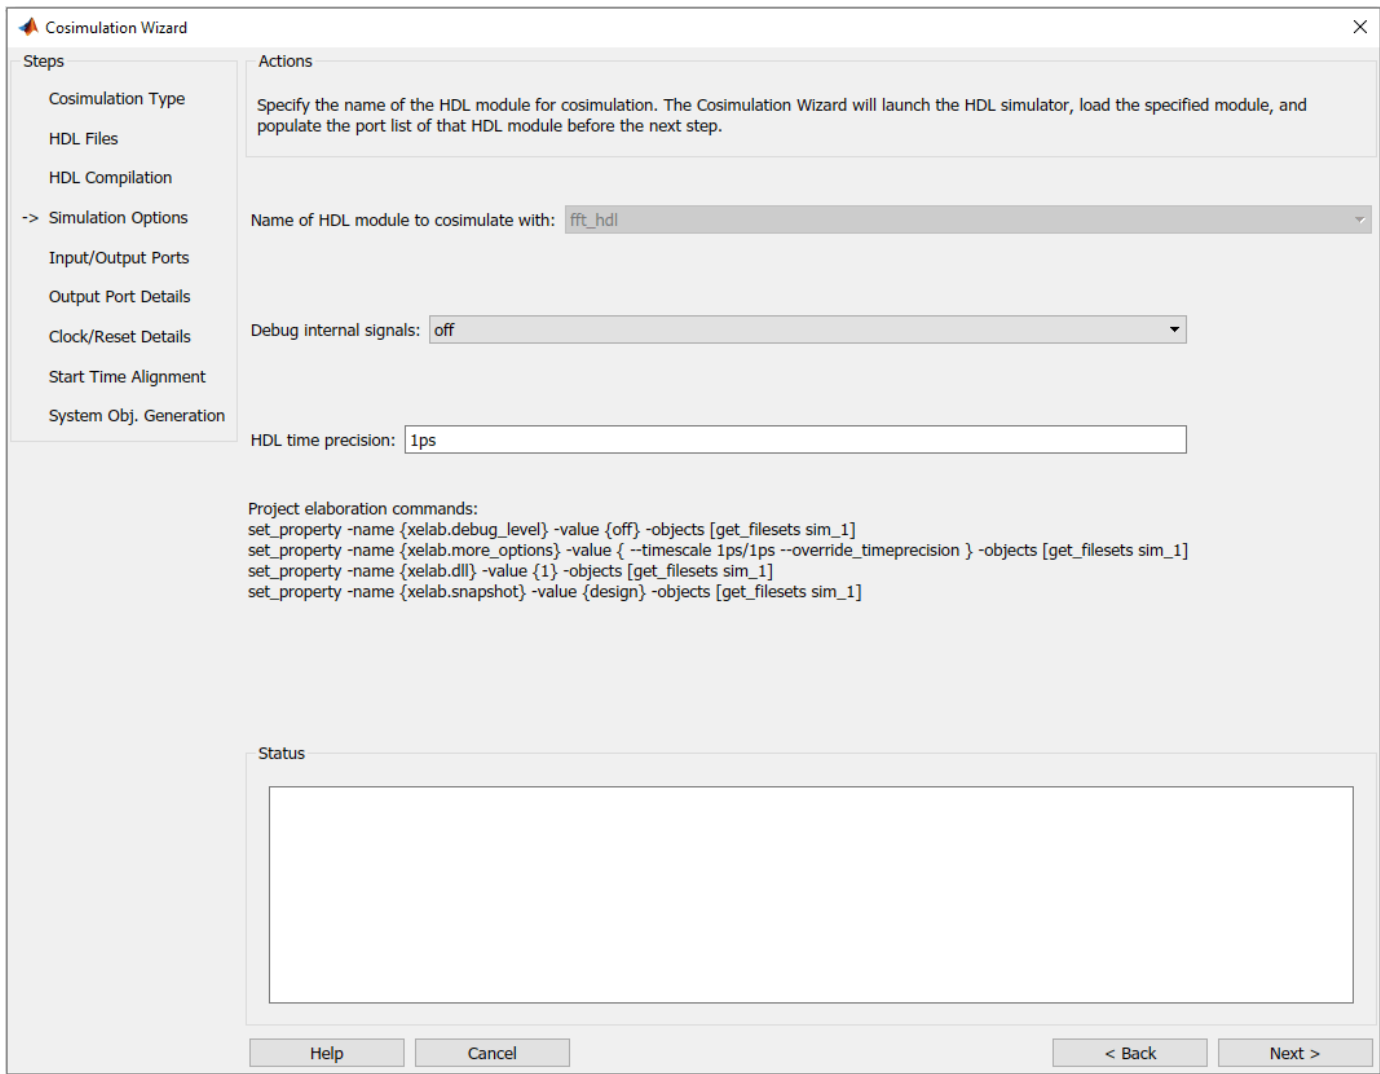 Cosimulation Wizard
Steps
Cosimulation Type
HDL Files
HDL Compilation
-> Simulation Options
Input/Output Ports
Output Port Details
Clock/Reset Details
Start Time Alignment
System Obj. Generation
Actions
Specify the name of the HDL module for cosimulation. The Cosimulation Wizard will launch the HDL simulator, load the specified module, and
populate the port list of that HDL module before the next step.
Name of HDL module to cosimulate with: fft_hdl
Debug internal signals: off
HDL time precision: 1ps
Project elaboration commands:
set_property -name {xelab.debug_level} -value {off} -objects [get_filesets sim_1]
set_property -name {xelab.more_options} -value { --timescale 1ps/1ps --override_timeprecision } -objects [get_filesets sim_1]
set_property -name {xelab.dll} -value {1} -objects [get_filesets sim_1]
set_property -name {xelab.snapshot} -value {design} -objects [get_filesets sim_1]
Status
Help Cancel < Back Next >